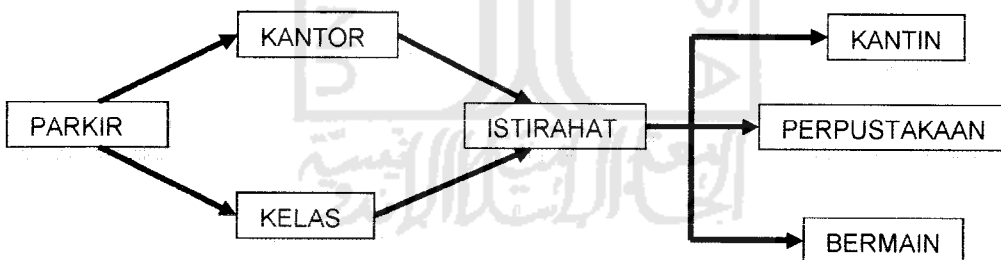 KANTOR
KANTIN
PARKIR
ISTIRAHAT
PERPUSTAKAAN
KELAS
BERMAIN